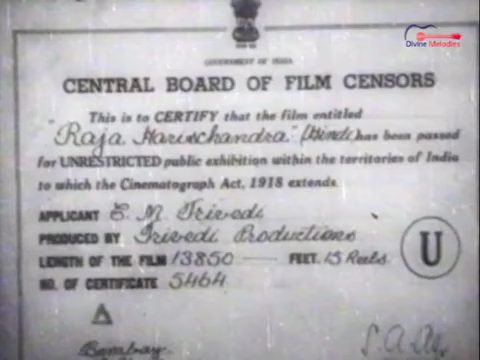 Divine Melodies
GOVERNMENT OF INDIA
CENTRAL BOARD OF FILM CENSORS
This is to CERTIFY that the film entitled
"Raja Harischandra" (Hindi) has been passed
for UNRESTRICTED public exhibition within the territories of India
to which the Cinematograph Act, 1918 extends.
APPLICANT C. M. Trivedi
PRODUCED BY Trivedi Productions
LENGTH OF THE FILM 13850 FEET. 15 Reels
U
NO. OF CERTIFICATE 5464
Bombay